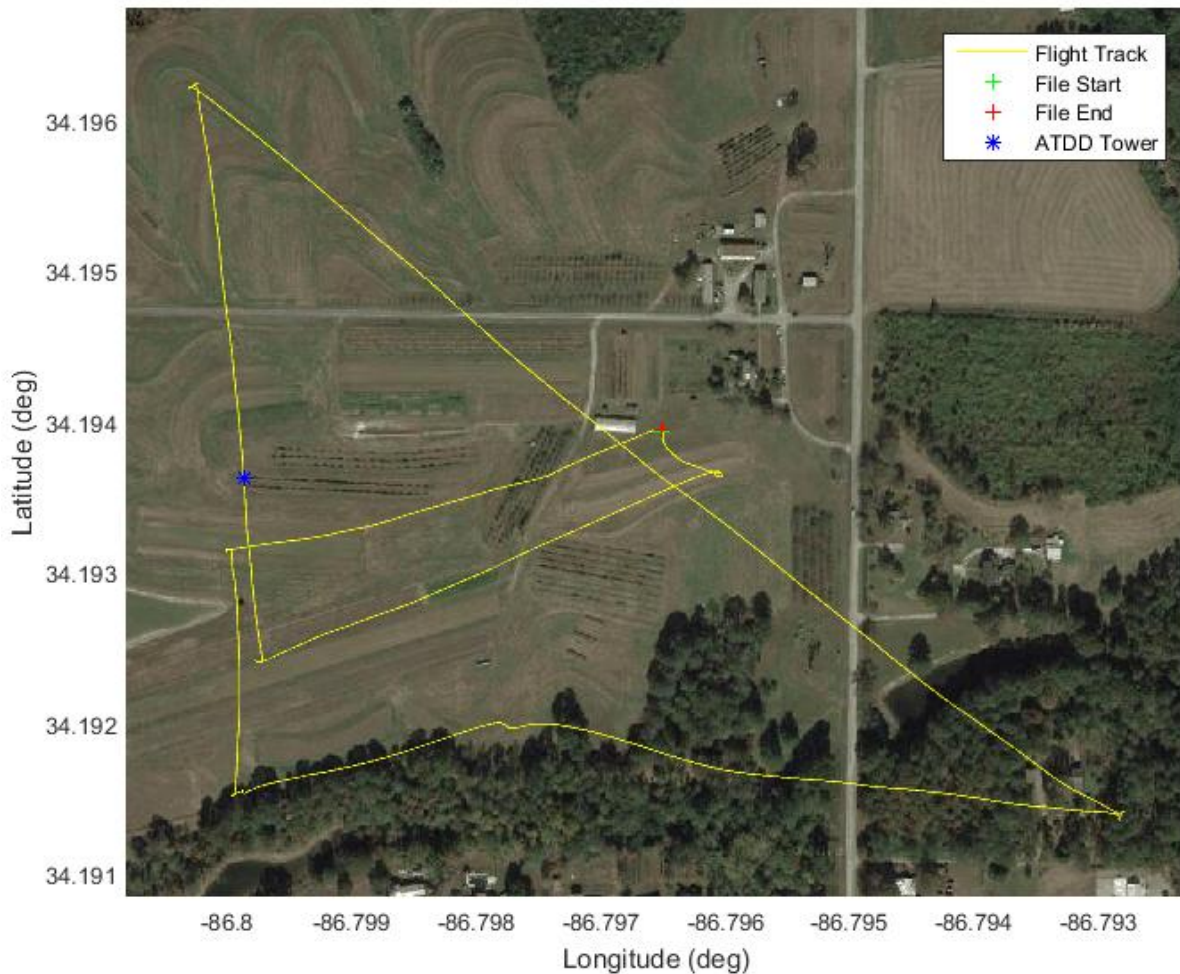 Flight Track
File Start
File End
ATDD Tower
34.196
34.195
34.194
34.193
34.192
34.191
Latitude (deg)
-86.8
-86.799
-86.798
-86.797
-86.796
-86.795
-86.794
-86.793
Longitude (deg)